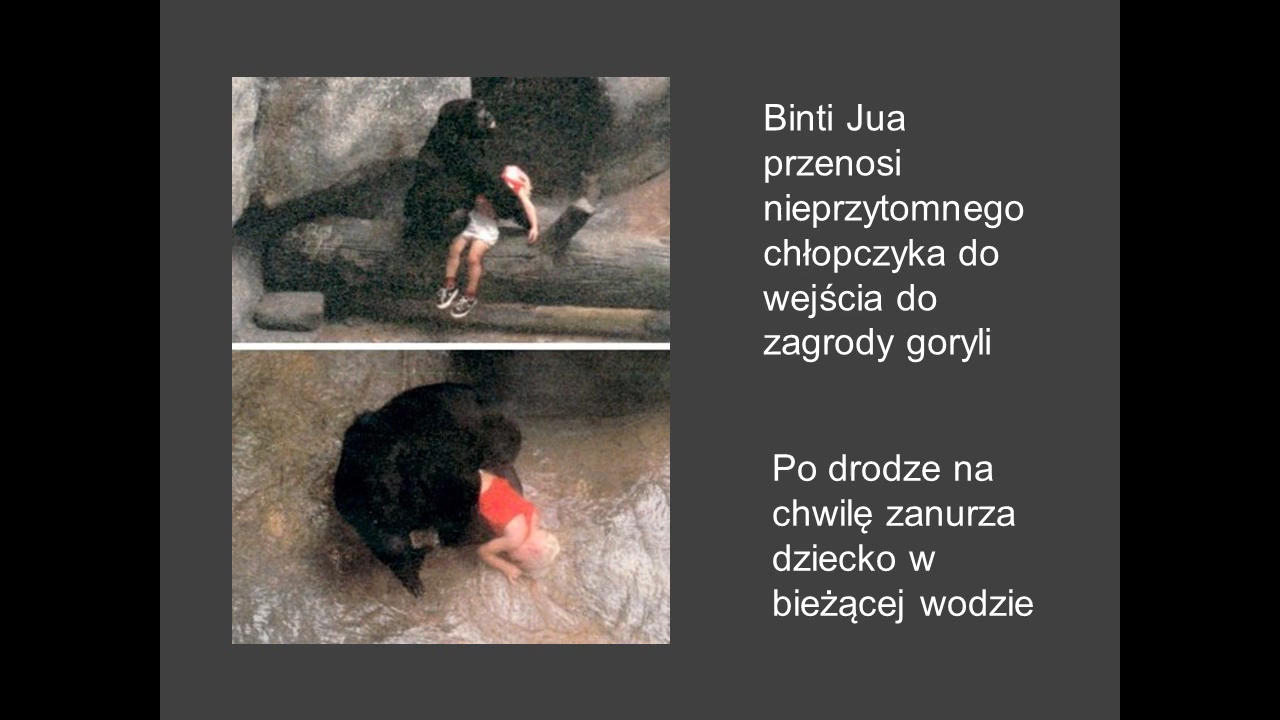 Binti Jua
przenosi
nieprzytomnego
chłopczyka do
wejścia do
zagrody goryli
Po drodze na
chwilę zanurza
dziecko w
bieżącej wodzie